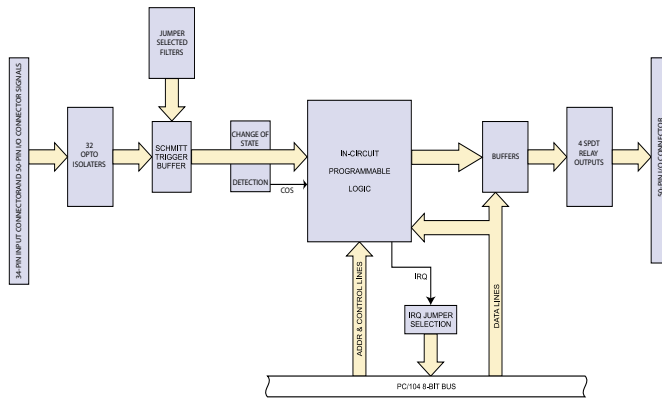 JUMPER
SELECTED
FILTERS
34-PIN INPUT CONNECTORAND 50-PIN I/O CONNECTOR SIGNALS
32
OPTO
ISOLATERS
SCHMITT
TRIGGER
BUFFER
CHANGE OF
STATE
DETECTION
COS
IN-CIRCUIT
PROGRAMMABLE
LOGIC
BUFFERS
4 SPDT
RELAY
OUTPUTS
50-PIN I/O CONNECTOR
ADDR & CONTROL LINES
IRQ
IRQ JUMPER
SELECTION
DATA LINES
PC/104 8-BIT BUS